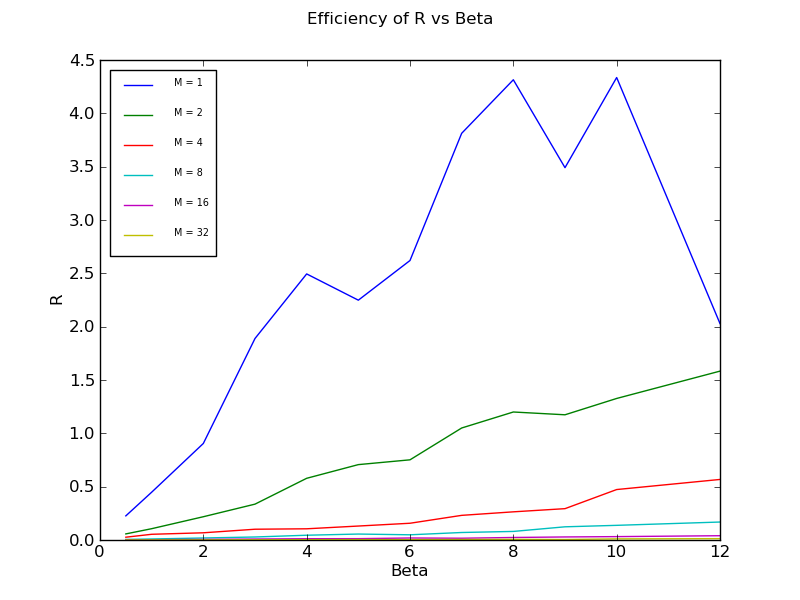 Efficiency of R vs Beta
4.5
4.0
3.5
3.0
2.5
2.0
1.5
1.0
0.5
0.0
R
M = 1
M = 2
M = 4
M = 8
M = 16
M = 32
0 2 4 6 8 10 12
Beta